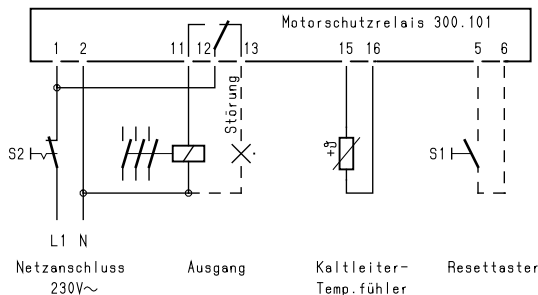 Motorschutzrelais 300.101
1 2 11 12 13 15 16 5 6
Störung
S2
+ϑ
S1
L1 N
Netzanschluss
230V~
Ausgang
Kaltleiter-
Temp.fühler
Resettaster